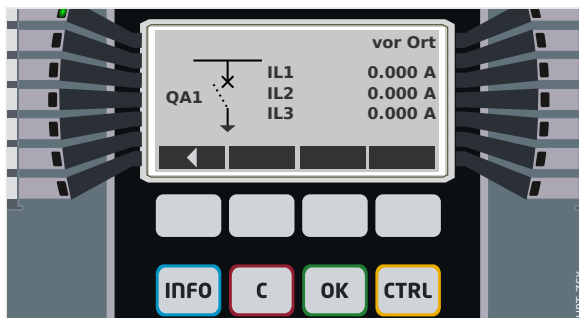 vor Ort
IL1 0.000 A
QA1 IL2 0.000 A
IL3 0.000 A
INFO C OK CTRL